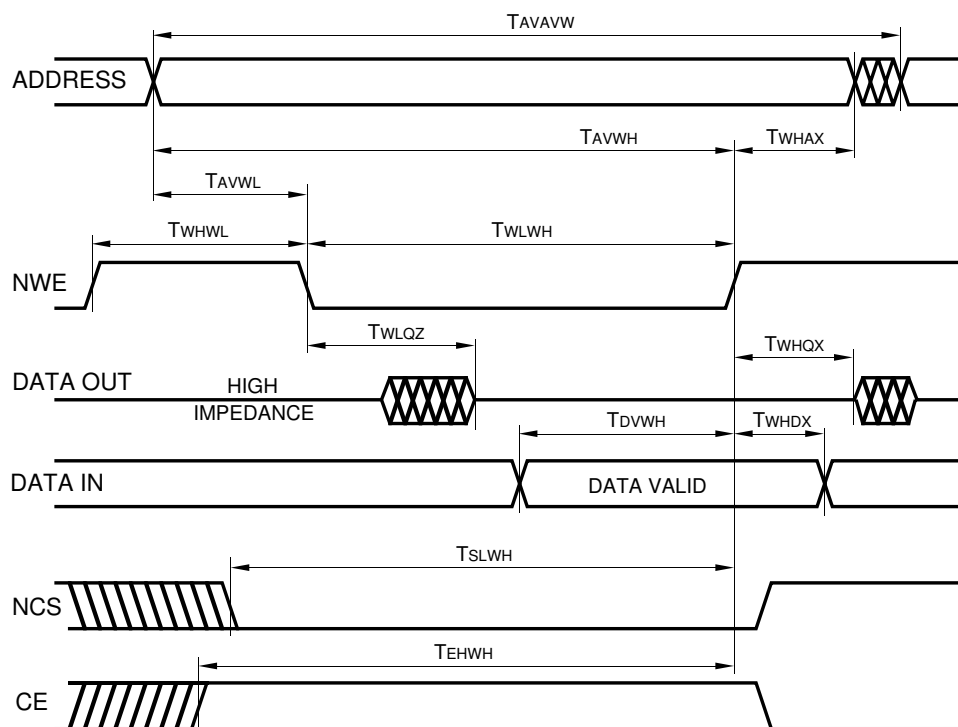 TAVAVW
ADDRESS
TAVWH
TWHAX
TAVWL
TWHWL
TWLWH
NWE
TWLQZ
TWHQX
DATA OUT
HIGH
IMPEDANCE
TDVWH
TWHDX
DATA IN
DATA VALID
TSLWH
NCS
TEHWH
CE